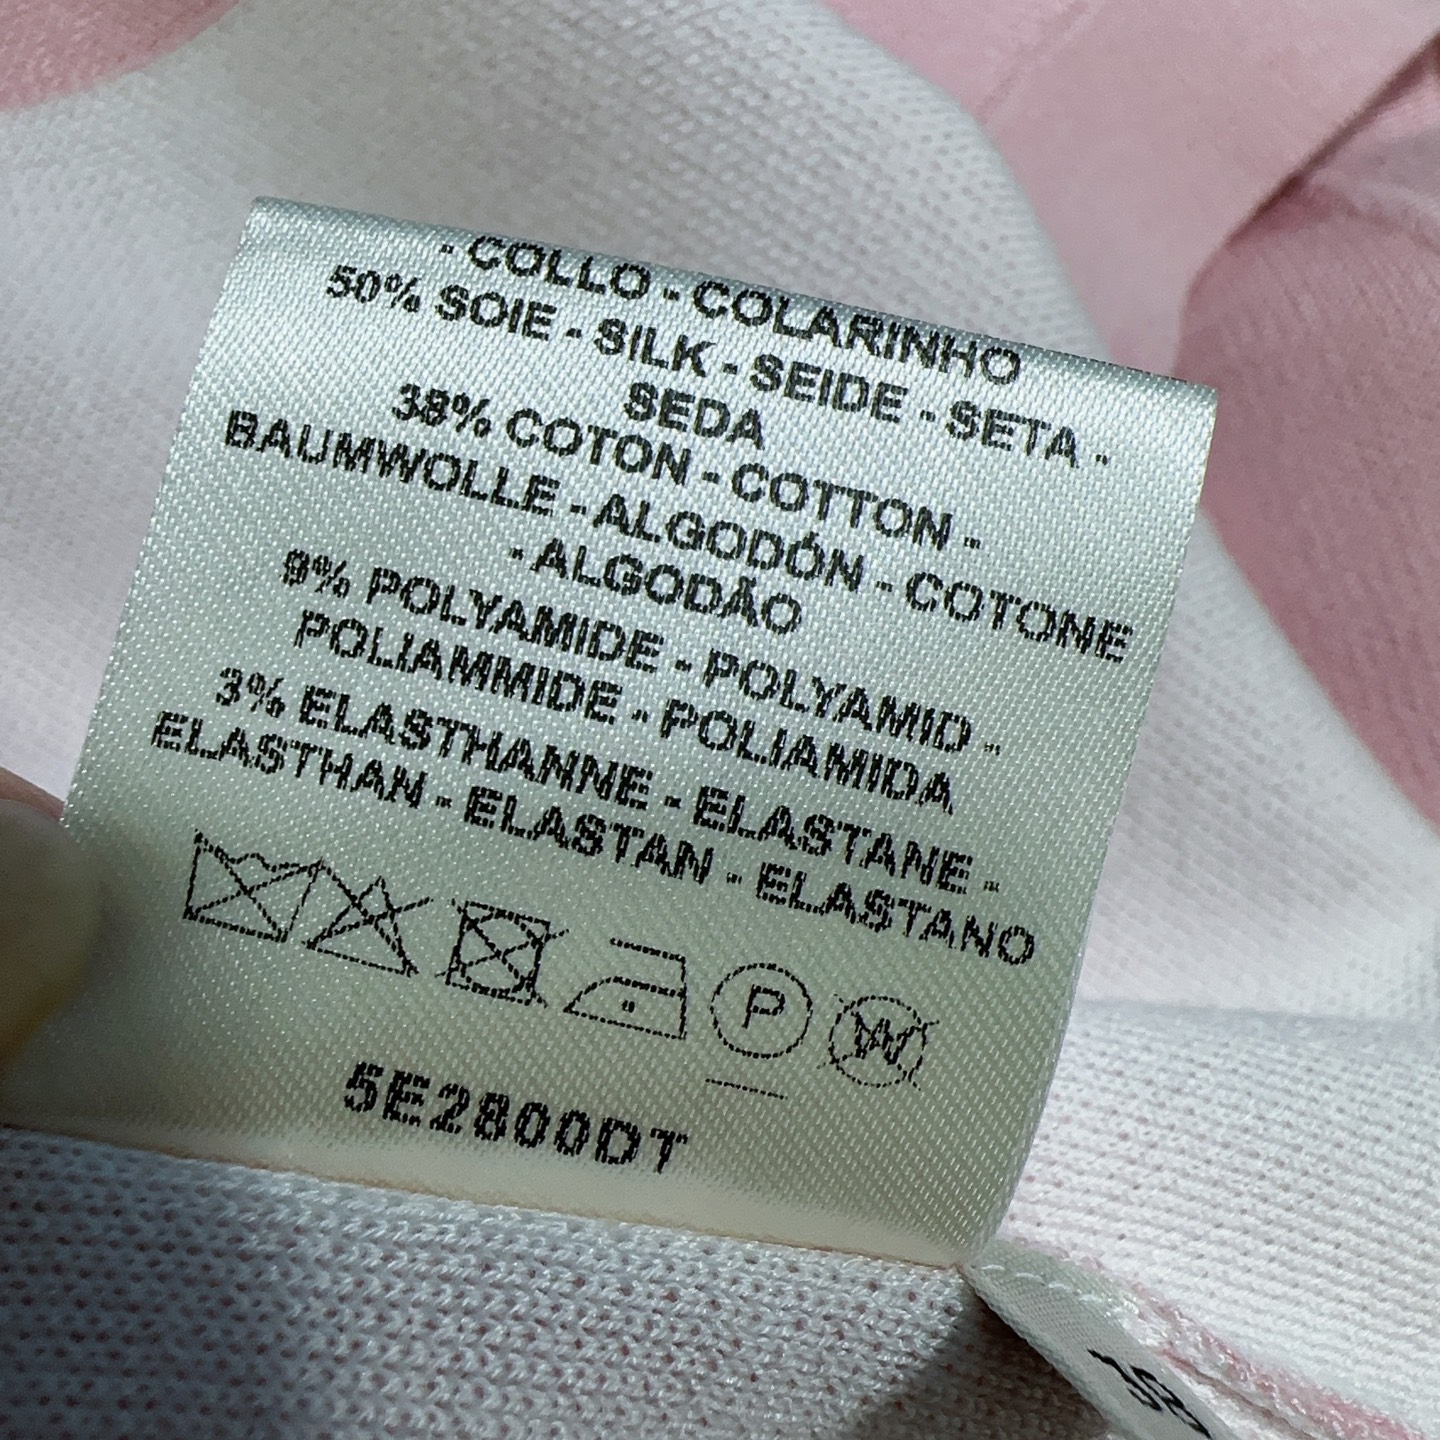 - COLLO - COLARINHO
50% SOIE - SILK - SEIDE - SETA -
SEDA
38% COTON - COTTON -
BAUMWOLLE - ALGODÓN - COTONE
- ALGODÃO
9% POLYAMIDE - POLYAMID -
POLIAMMIDE - POLIAMIDA
3% ELASTHANNE - ELASTANE -
ELASTHAN - ELASTAN - ELASTANO
P W
5E2800DT
38